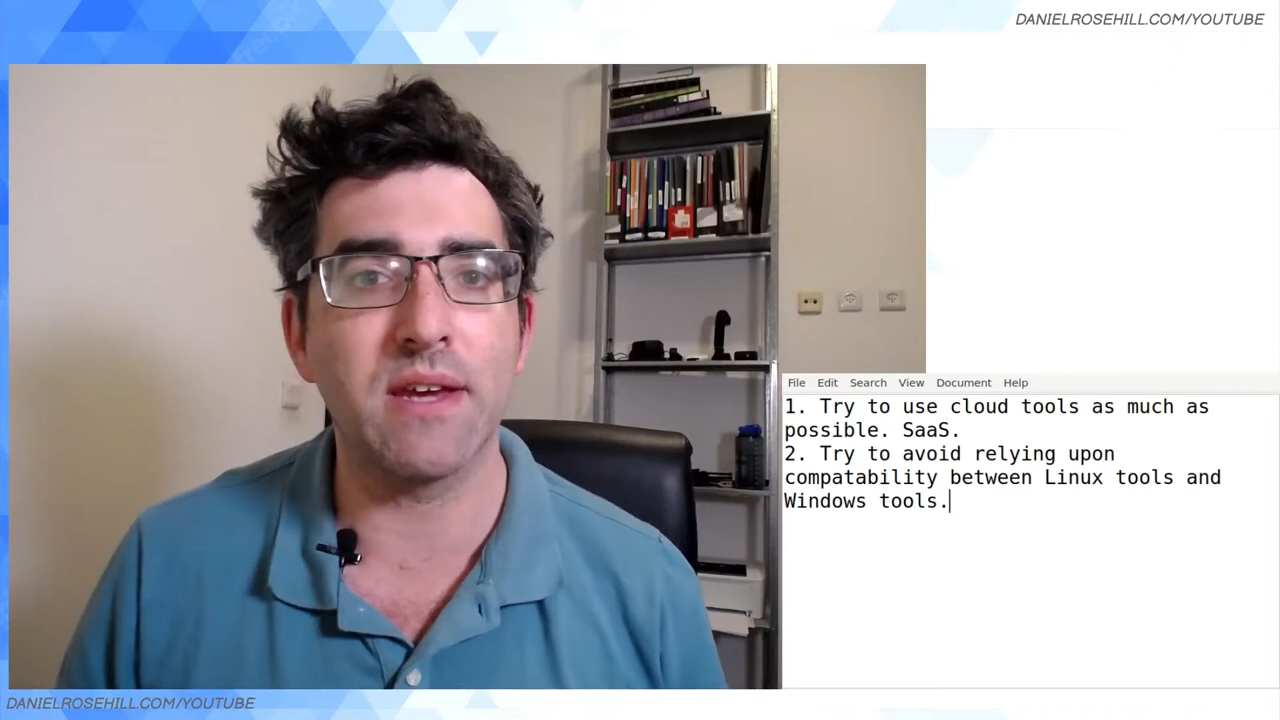 DANIELROSEHILL.COM/YOUTUBE
File Edit Search View Document Help
1. Try to use cloud tools as much as
possible. SaaS.
2. Try to avoid relying upon
compatability between Linux tools and
Windows tools.
DANIELROSEHILL.COM/YOUTUBE